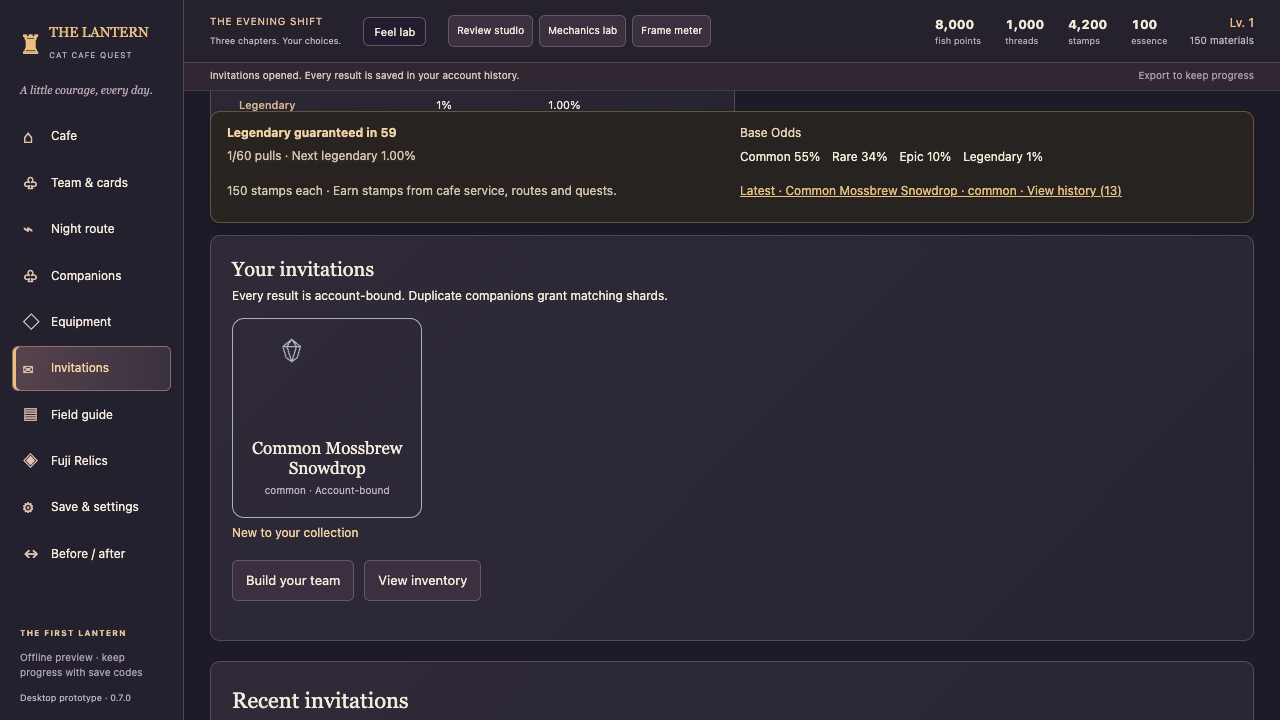 THE LANTERN
CAT CAFE QUEST
A little courage, every day.
Cafe
Team & cards
Night route
Companions
Equipment
Invitations
Field guide
Fuji Relics
Save & settings
Before / after
THE FIRST LANTERN
Offline preview · keep
progress with save codes
Desktop prototype · 0.7.0
THE EVENING SHIFT
Three chapters. Your choices.
Feel lab
Review studio
Mechanics lab
Frame meter
8,000
fish points
1,000
threads
4,200
stamps
100
essence
Lv. 1
150 materials
Invitations opened. Every result is saved in your account history.
Export to keep progress
Legendary 1% 1.00%
Legendary guaranteed in 59
1/60 pulls · Next legendary 1.00%
150 stamps each · Earn stamps from cafe service, routes and quests.
Base Odds
Common 55% Rare 34% Epic 10% Legendary 1%
Latest · Common Mossbrew Snowdrop · common · View history (13)
Your invitations
Every result is account-bound. Duplicate companions grant matching shards.
Common Mossbrew
Snowdrop
common · Account-bound
New to your collection
Build your team
View inventory
Recent invitations